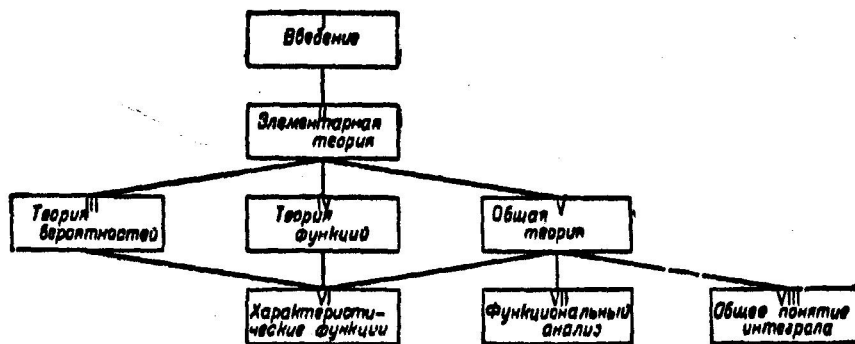 I
Введение
II
Элементарная
теория
III
Теория
вероятностей
IV
Теория
функций
V
Общая
теория
VI
Характеристи-
ческие функции
VII
Функциональный
анализ
VIII
Общее понятие
интеграла